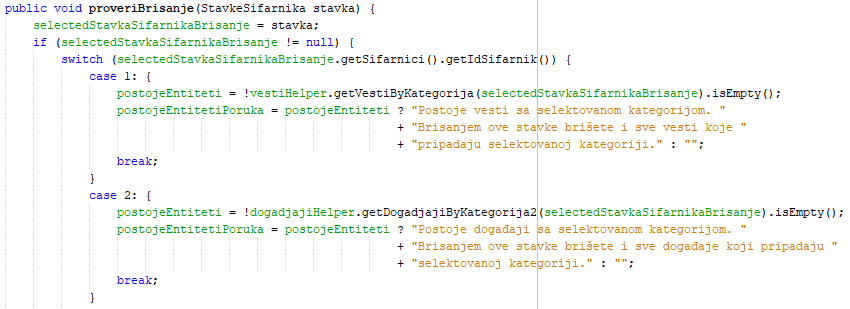 public void proveriBrisanje(StavkeSifarnika stavka) {
    selectedStavkaSifarnikaBrisanje = stavka;
    if (selectedStavkaSifarnikaBrisanje != null) {
        switch (selectedStavkaSifarnikaBrisanje.getSifarnici().getIdSifarnik()) {
            case 1: {
                postojeEntiteti = !vestiHelper.getVestiByKategorija(selectedStavkaSifarnikaBrisanje).isEmpty();
                postojeEntitetiPoruka = postojeEntiteti ? "Postoje vesti sa selektovanom kategorijom. "
                                                        + "Brisanjem ove stavke brišete i sve vesti koje "
                                                        + "pripadaju selektovanoj kategoriji." : "";
                break;
            }
            case 2: {
                postojeEntiteti = !dogadjajiHelper.getDogadjajiByKategorija2(selectedStavkaSifarnikaBrisanje).isEmpty();
                postojeEntitetiPoruka = postojeEntiteti ? "Postoje događaji sa selektovanom kategorijom. "
                                                        + "Brisanjem ove stavke brišete i sve događaje koji pripadaju "
                                                        + "selektovanoj kategoriji." : "";
                break;
            }